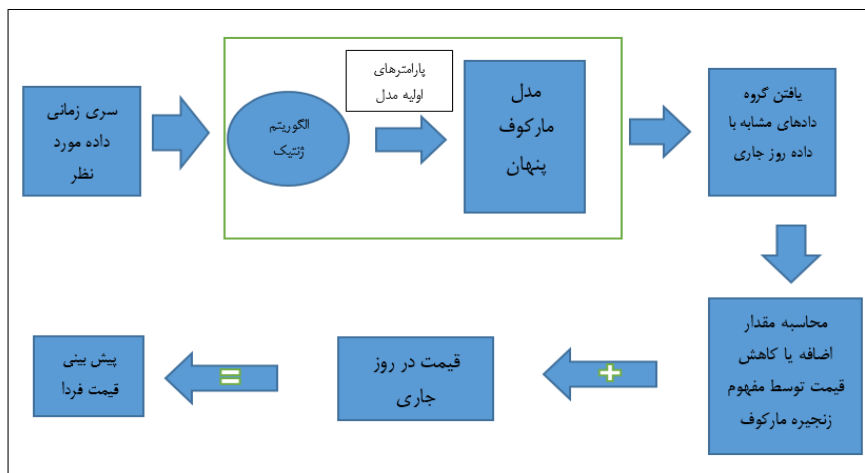 سری زمانی
داده مورد
نظر
الگوریتم
ژنتیک
پارامترهای
اولیه مدل
مدل
مارکوف
پنهان
یافتن گروه
دادهای مشابه با
داده روز جاری
محاسبه مقدار
اضافه یا کاهش
قیمت توسط مفهوم
زنجیره مارکوف
+
قیمت در روز
جاری
=
پیش بینی
قیمت فردا